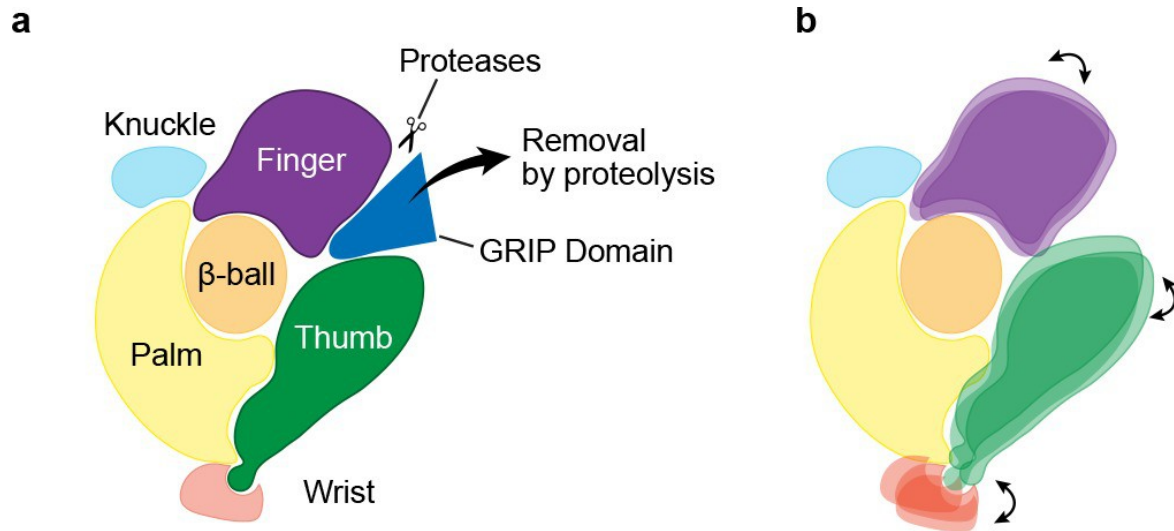 a
b
Proteases
Knuckle
Removal
by proteolysis
Finger
GRIP Domain
β-ball
Thumb
Palm
Wrist